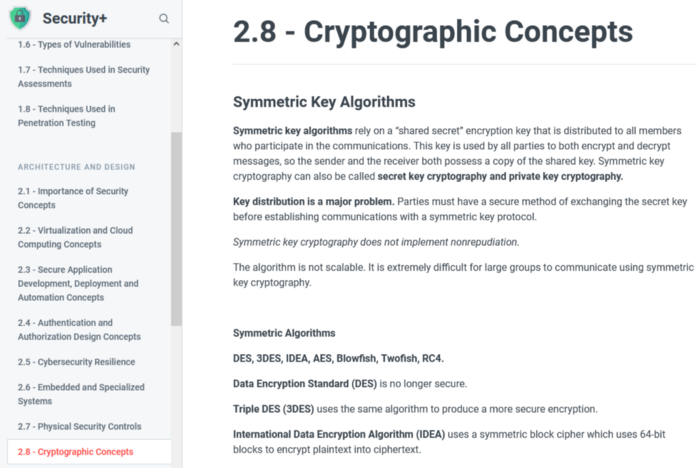 Security+
1.6 - Types of Vulnerabilities
1.7 - Techniques Used in Security
Assessments
1.8 - Techniques Used in
Penetration Testing
ARCHITECTURE AND DESIGN
2.1 - Importance of Security
Concepts
2.2 - Virtualization and Cloud
Computing Concepts
2.3 - Secure Application
Development, Deployment and
Automation Concepts
2.4 - Authentication and
Authorization Design Concepts
2.5 - Cybersecurity Resilience
2.6 - Embedded and Specialized
Systems
2.7 - Physical Security Controls
2.8 - Cryptographic Concepts
2.8 - Cryptographic Concepts
Symmetric Key Algorithms
Symmetric key algorithms rely on a “shared secret” encryption key that is distributed to all members
who participate in the communications. This key is used by all parties to both encrypt and decrypt
messages, so the sender and the receiver both possess a copy of the shared key. Symmetric key
cryptography can also be called secret key cryptography and private key cryptography.
Key distribution is a major problem. Parties must have a secure method of exchanging the secret key
before establishing communications with a symmetric key protocol.
Symmetric key cryptography does not implement nonrepudiation.
The algorithm is not scalable. It is extremely difficult for large groups to communicate using symmetric
key cryptography.
Symmetric Algorithms
DES, 3DES, IDEA, AES, Blowfish, Twofish, RC4.
Data Encryption Standard (DES) is no longer secure.
Triple DES (3DES) uses the same algorithm to produce a more secure encryption.
International Data Encryption Algorithm (IDEA) uses a symmetric block cipher which uses 64-bit
blocks to encrypt plaintext into ciphertext.